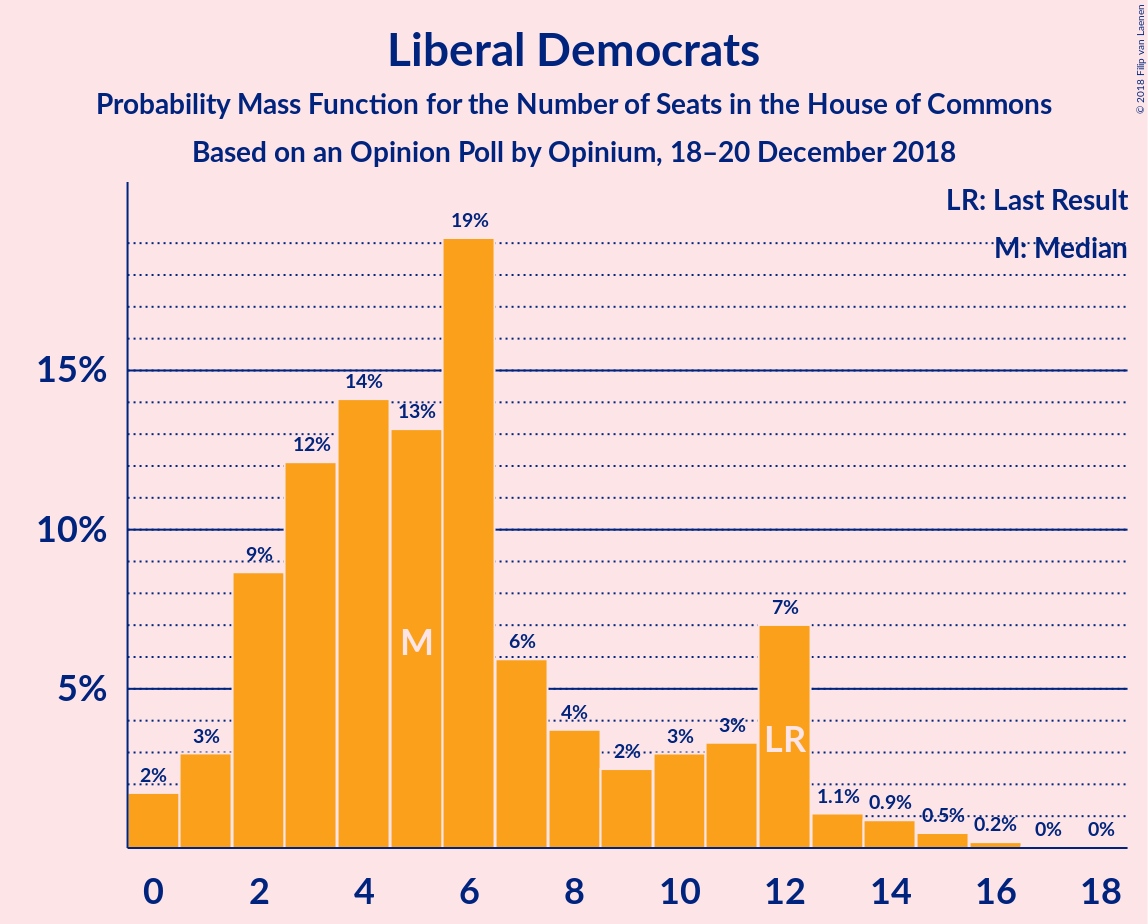 Liberal Democrats
Probability Mass Function for the Number of Seats in the House of Commons
Based on an Opinion Poll by Opinium, 18–20 December 2018
© 2018 Filip van Laenen
LR: Last Result
M: Median
19%
15%
14%
13%
12%
10%
9%
7%
6%
5%
4%
3%
3%
3%
2%
2%
1.1%
0.9%
0.5%
0.2%
0%
0%
M
LR
0 2 4 6 8 10 12 14 16 18